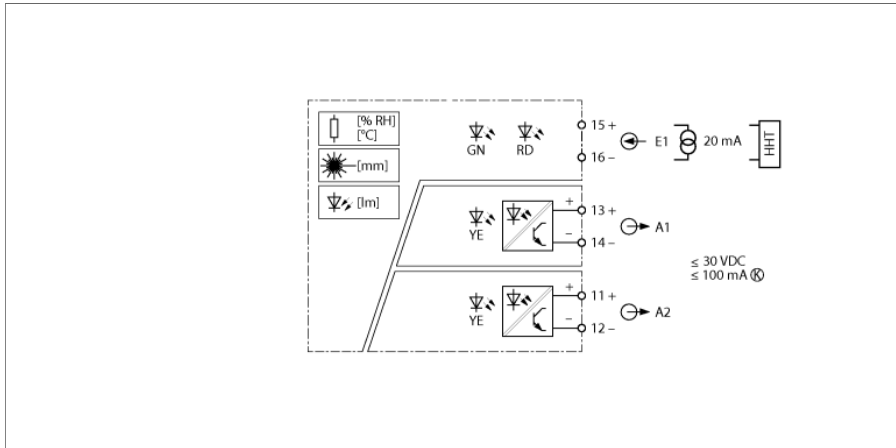 [% RH]
[°C]
[mm]
[lm]
GN
RD
15 +
16 –
E1
20 mA
HHT
YE
+
–
13 +
14 –
A1
≤ 30 VDC
≤ 100 mA Ⓚ
YE
+
–
11 +
12 –
A2